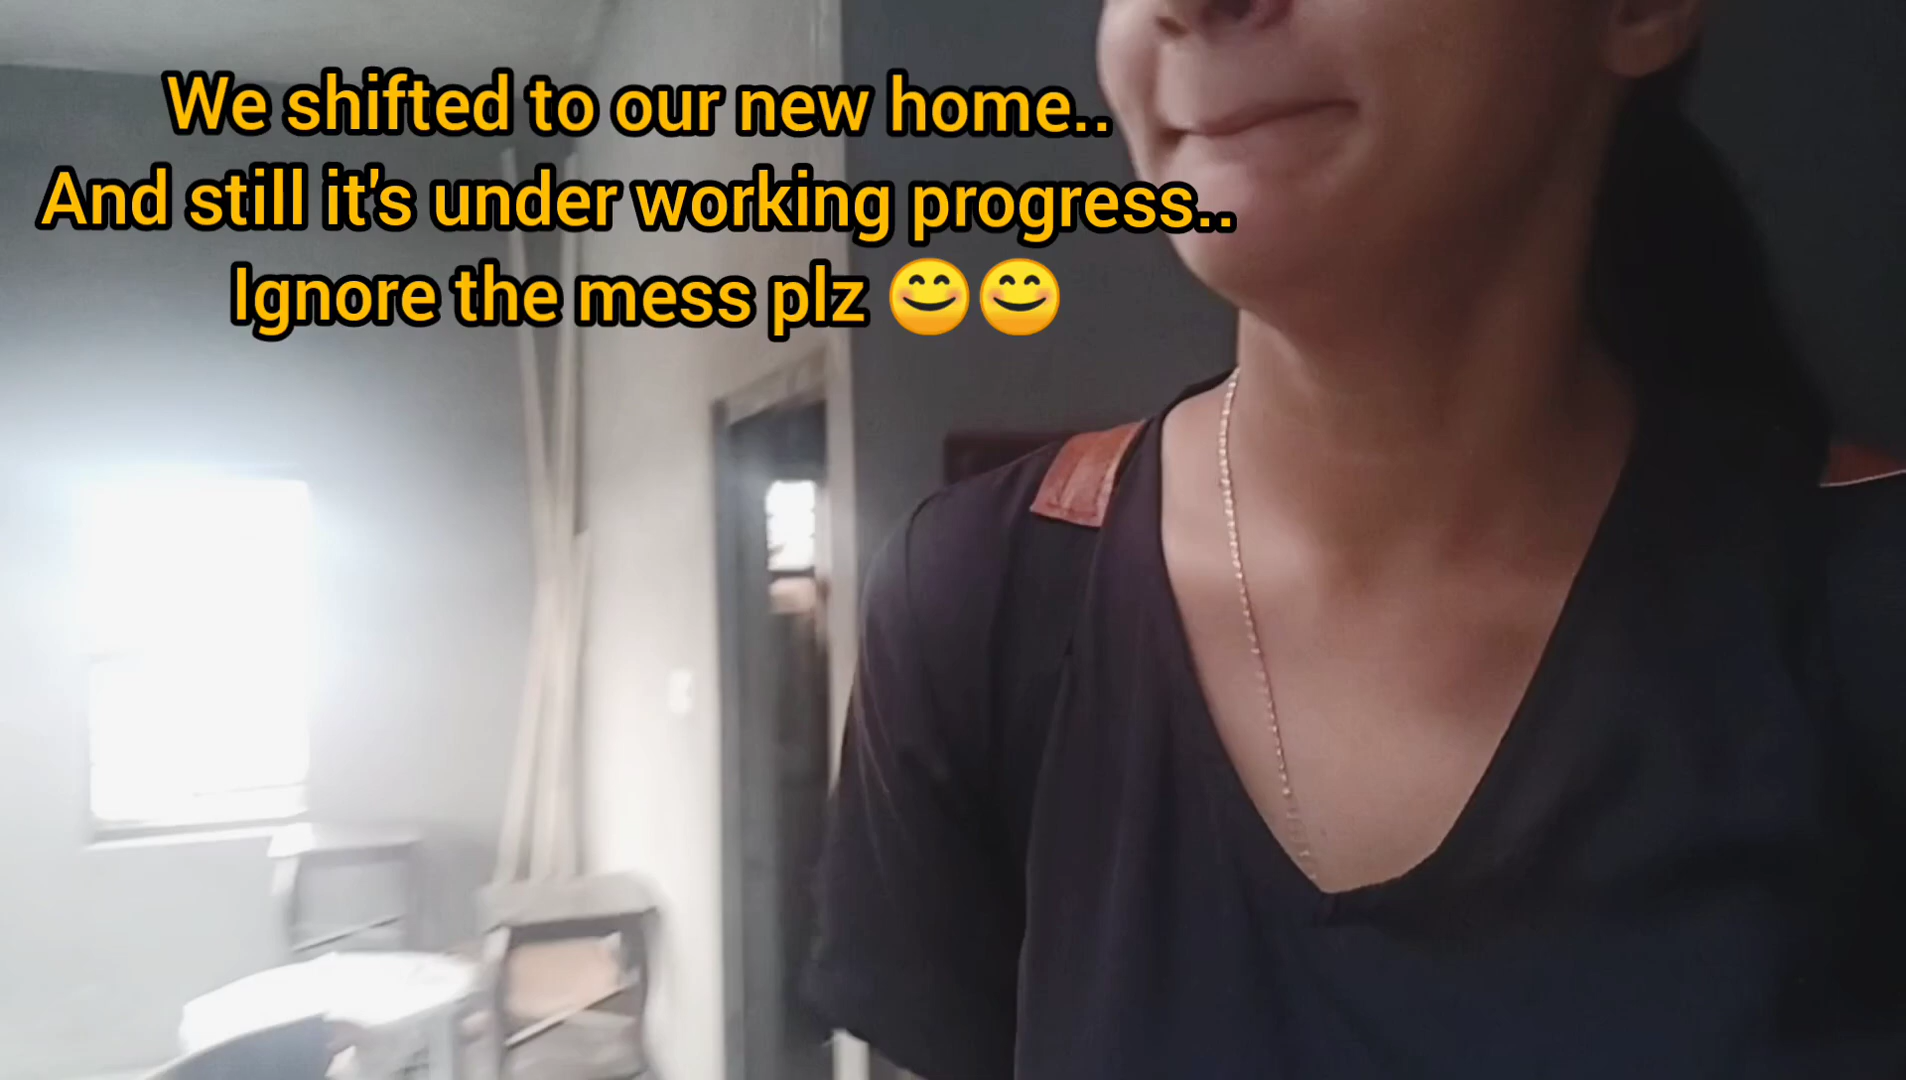 We shifted to our new home..
And still it's under working progress..
Ignore the mess plz 😊😊